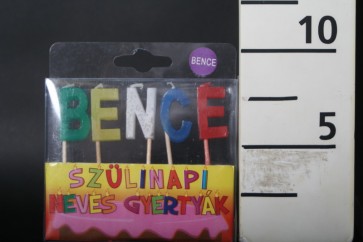 BENCE
BENCE
SZÜLINAPI
NEVES GYERTYÁK
10
5